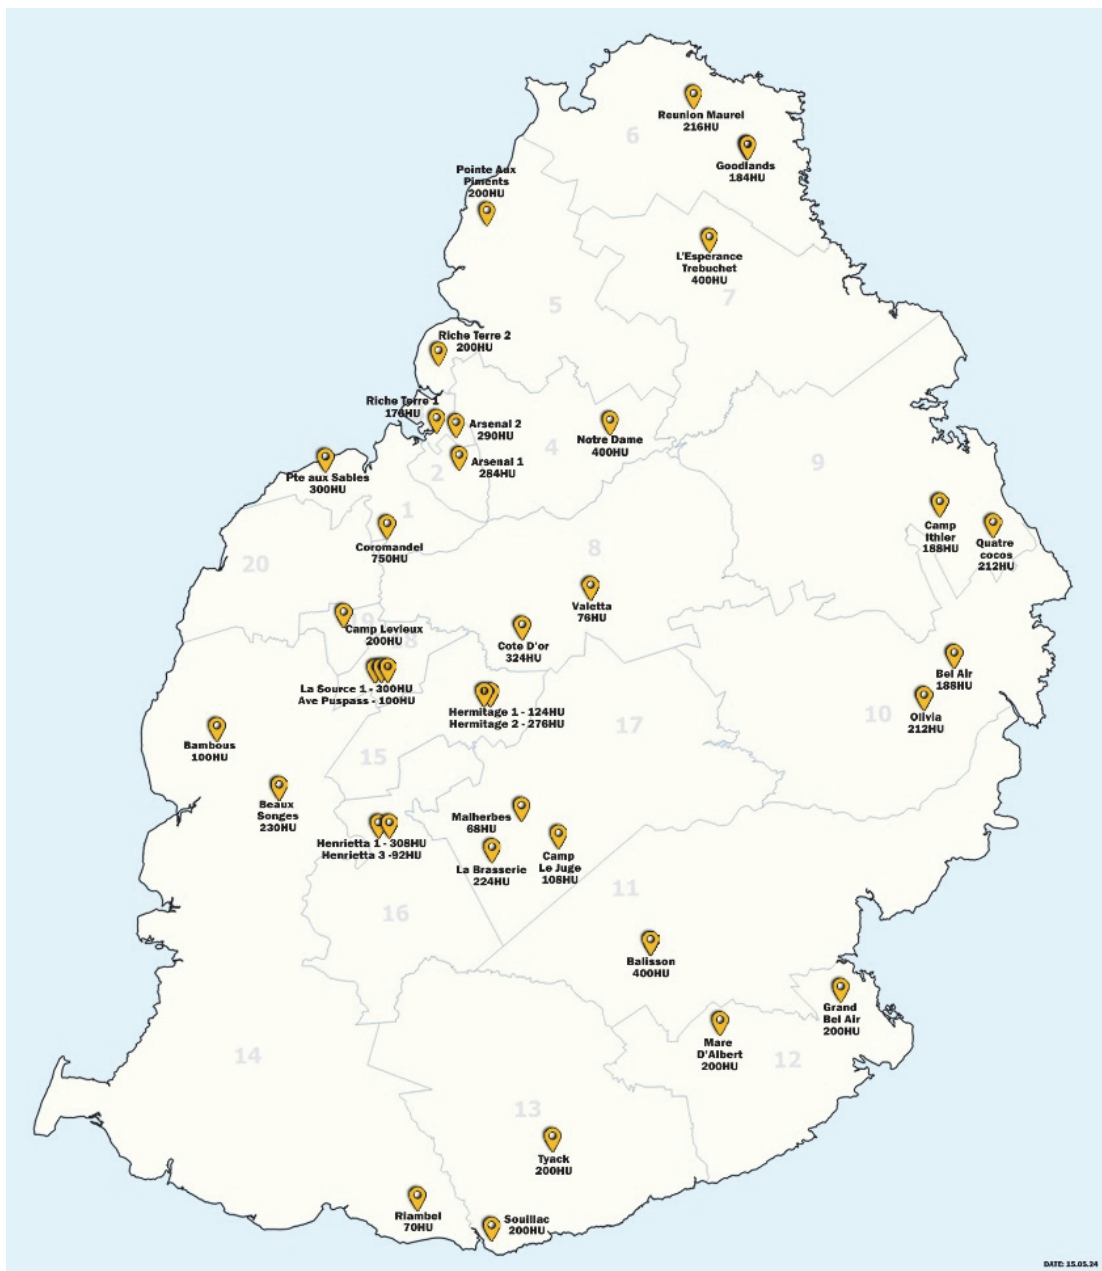 Reunion Maurel
216HU
6
Goodlands
184HU
Pointe Aux
Piments
200HU
L'Esperance
Trebuchet
400HU
7
5
Riche Terre 2
200HU
Riche Terre 1
176HU
Arsenal 2
290HU
Notre Dame
400HU
4
Arsenal 1
284HU
2
9
Pte aux Sables
300HU
1
Camp
Ithier
188HU
Quatre
cocos
212HU
Coromandel
750HU
8
20
Valetta
76HU
19
Camp Levieux
200HU
18
Cote D'or
324HU
Bel Air
188HU
La Source 1 - 300HU
Ave Puspass - 100HU
Hermitage 1 - 124HU
Hermitage 2 - 276HU
17
10
Olivia
212HU
Bambous
100HU
15
Beaux
Songes
230HU
Malherbes
68HU
Henrietta 1 - 308HU
Henrietta 3 -92HU
La Brasserie
224HU
Camp
Le Juge
108HU
11
16
Balisson
400HU
Grand
Bel Air
200HU
Mare
D'Albert
200HU
12
14
13
Tyack
200HU
Riambel
70HU
Souillac
200HU
DATE: 15.05.24